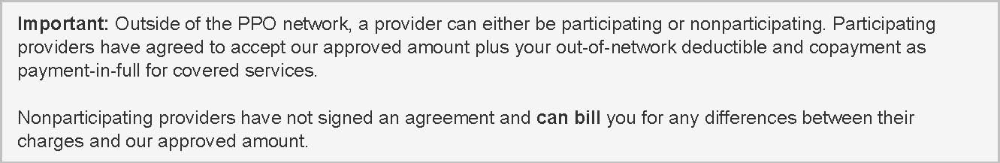 Important: Outside of the PPO network, a provider can either be participating or nonparticipating. Participating
providers have agreed to accept our approved amount plus your out-of-network deductible and copayment as
payment-in-full for covered services.
Nonparticipating providers have not signed an agreement and can bill you for any differences between their
charges and our approved amount.